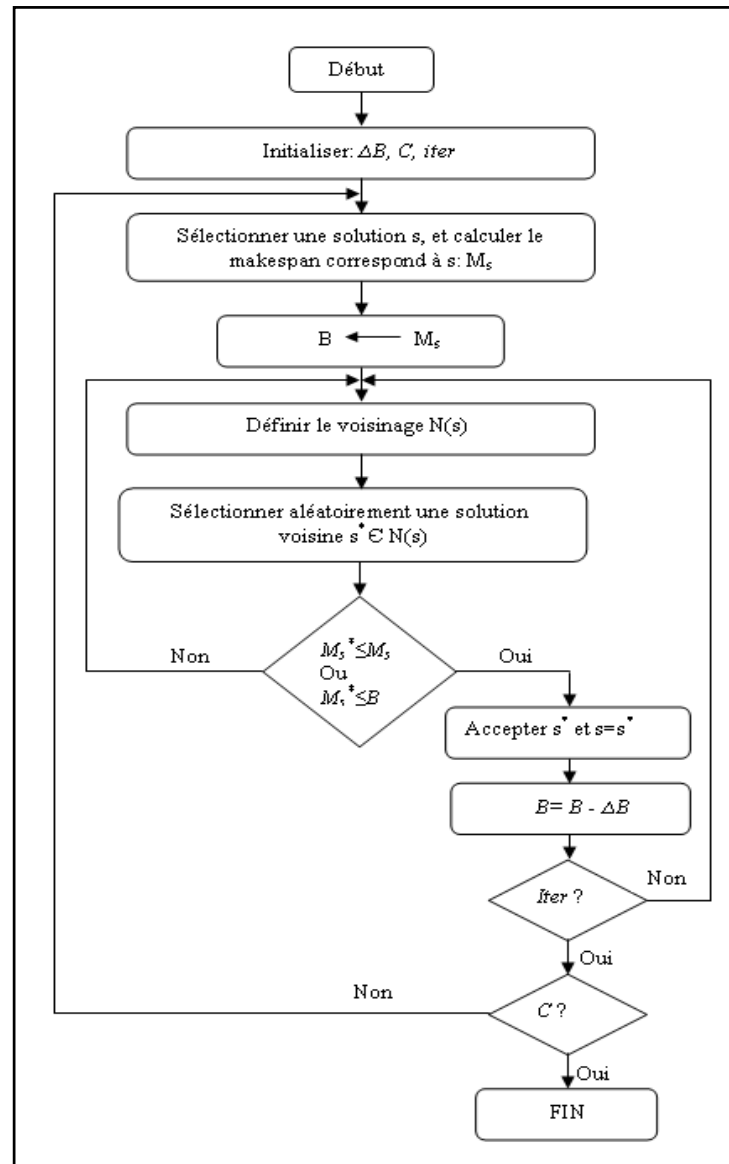 Début
Initialiser: ΔB, C, iter
Sélectionner une solution s, et calculer le
makespan correspond à s: Ms
B ← Ms
Définir le voisinage N(s)
Sélectionner aléatoirement une solution
voisine s* Є N(s)
Non
Ms*≤Ms
Ou
Ms*≤B
Oui
Accepter s* et s=s*
B= B - ΔB
Iter ?
Non
Oui
Non
C ?
Oui
FIN